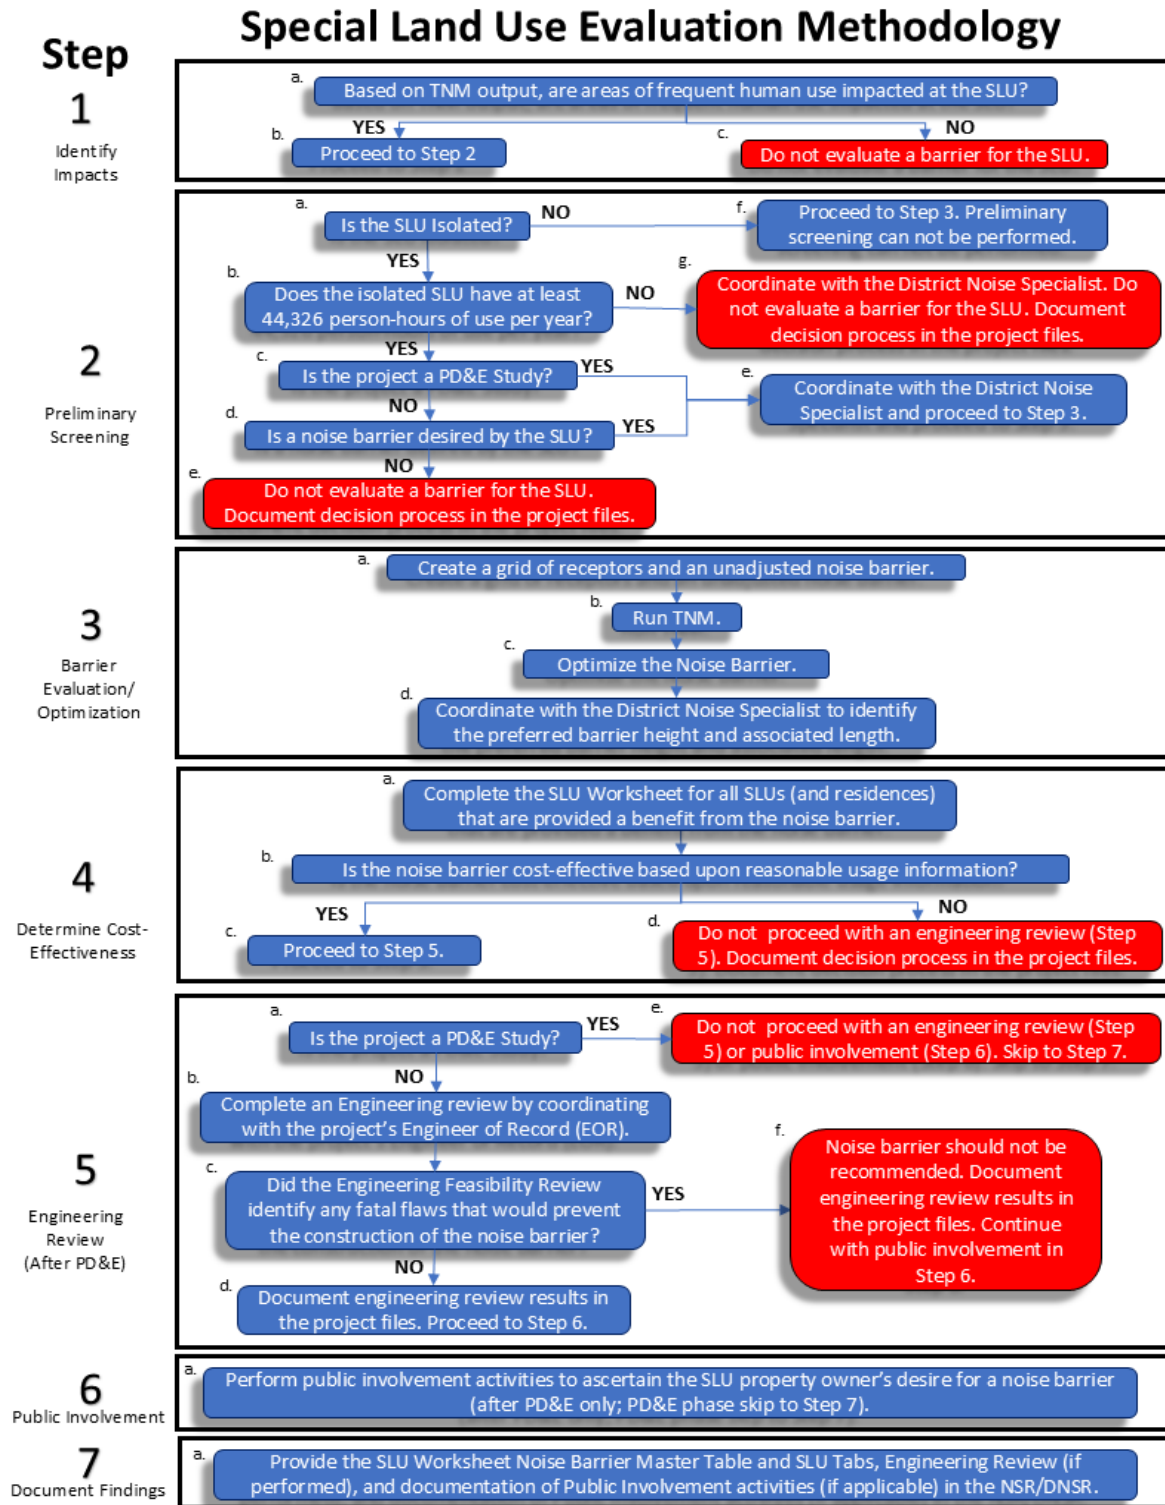 Special Land Use Evaluation Methodology
Step
1
Identify
Impacts
a.
Based on TNM output, are areas of frequent human use impacted at the SLU?
YES
NO
b.
Proceed to Step 2
c.
Do not evaluate a barrier for the SLU.
2
Preliminary
Screening
a.
Is the SLU Isolated?
NO
f.
Proceed to Step 3. Preliminary
screening can not be performed.
YES
b.
Does the isolated SLU have at least
44,326 person-hours of use per year?
NO
g.
Coordinate with the District Noise Specialist. Do
not evaluate a barrier for the SLU. Document
decision process in the project files.
YES
c.
Is the project a PD&E Study?
YES
e.
Coordinate with the District Noise
Specialist and proceed to Step 3.
NO
d.
Is a noise barrier desired by the SLU?
YES
NO
e.
Do not evaluate a barrier for the SLU.
Document decision process in the project files.
3
Barrier
Evaluation/
Optimization
a.
Create a grid of receptors and an unadjusted noise barrier.
b.
Run TNM.
c.
Optimize the Noise Barrier.
d.
Coordinate with the District Noise Specialist to identify
the preferred barrier height and associated length.
4
Determine Cost-
Effectiveness
a.
Complete the SLU Worksheet for all SLUs (and residences)
that are provided a benefit from the noise barrier.
b.
Is the noise barrier cost-effective based upon reasonable usage information?
YES
NO
c.
Proceed to Step 5.
d.
Do not proceed with an engineering review (Step
5). Document decision process in the project files.
5
Engineering
Review
(After PD&E)
a.
Is the project a PD&E Study?
YES
e.
Do not proceed with an engineering review (Step
5) or public involvement (Step 6). Skip to Step 7.
NO
b.
Complete an Engineering review by coordinating
with the project's Engineer of Record (EOR).
c.
Did the Engineering Feasibility Review
identify any fatal flaws that would prevent
the construction of the noise barrier?
YES
f.
Noise barrier should not be
recommended. Document
engineering review results in
the project files. Continue
with public involvement in
Step 6.
NO
d.
Document engineering review results in
the project files. Proceed to Step 6.
6
Public Involvement
a.
Perform public involvement activities to ascertain the SLU property owner's desire for a noise barrier
(after PD&E only; PD&E phase skip to Step 7).
7
Document Findings
a.
Provide the SLU Worksheet Noise Barrier Master Table and SLU Tabs, Engineering Review (if
performed), and documentation of Public Involvement activities (if applicable) in the NSR/DNSR.